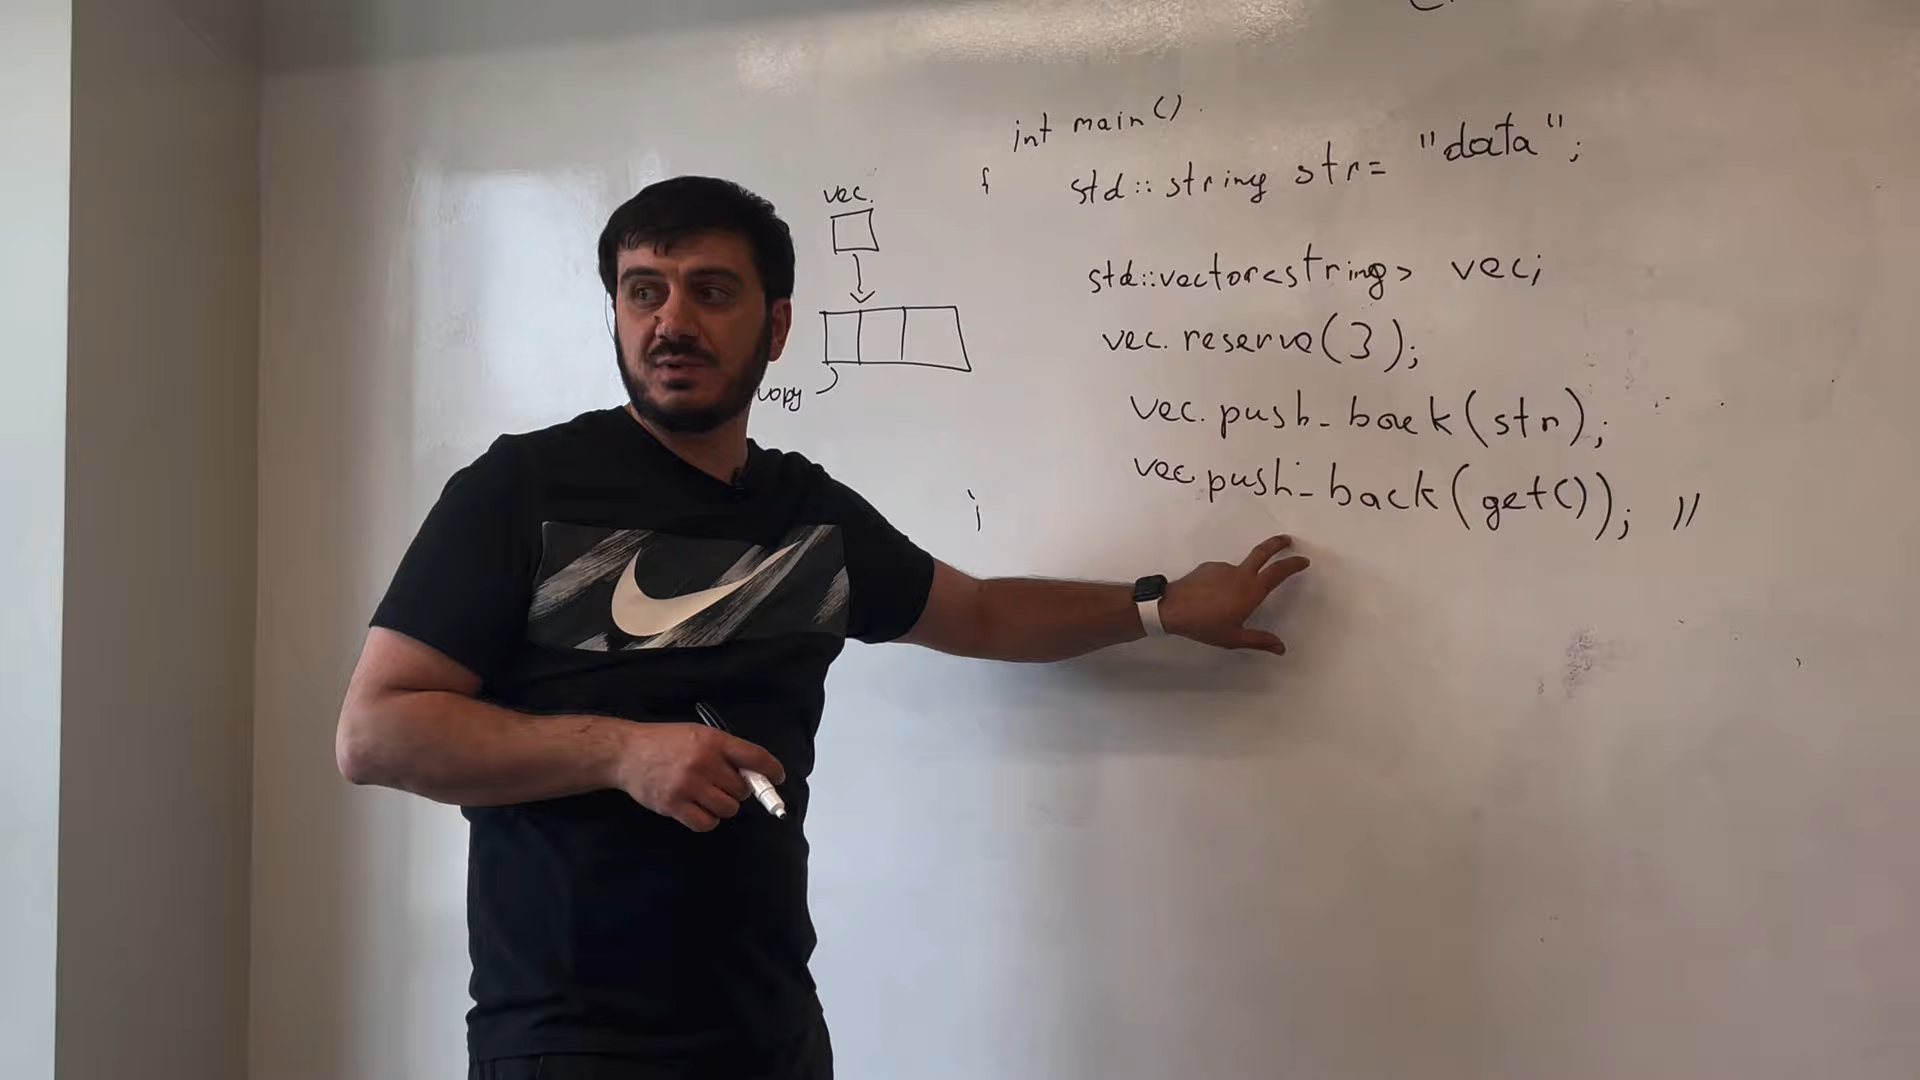 int main()
{
std::string str= "data";
std::vector<string> vec;
vec.reserve(3);
vec.push_back(str);
vec.push_back(get()); //
vec.
copy